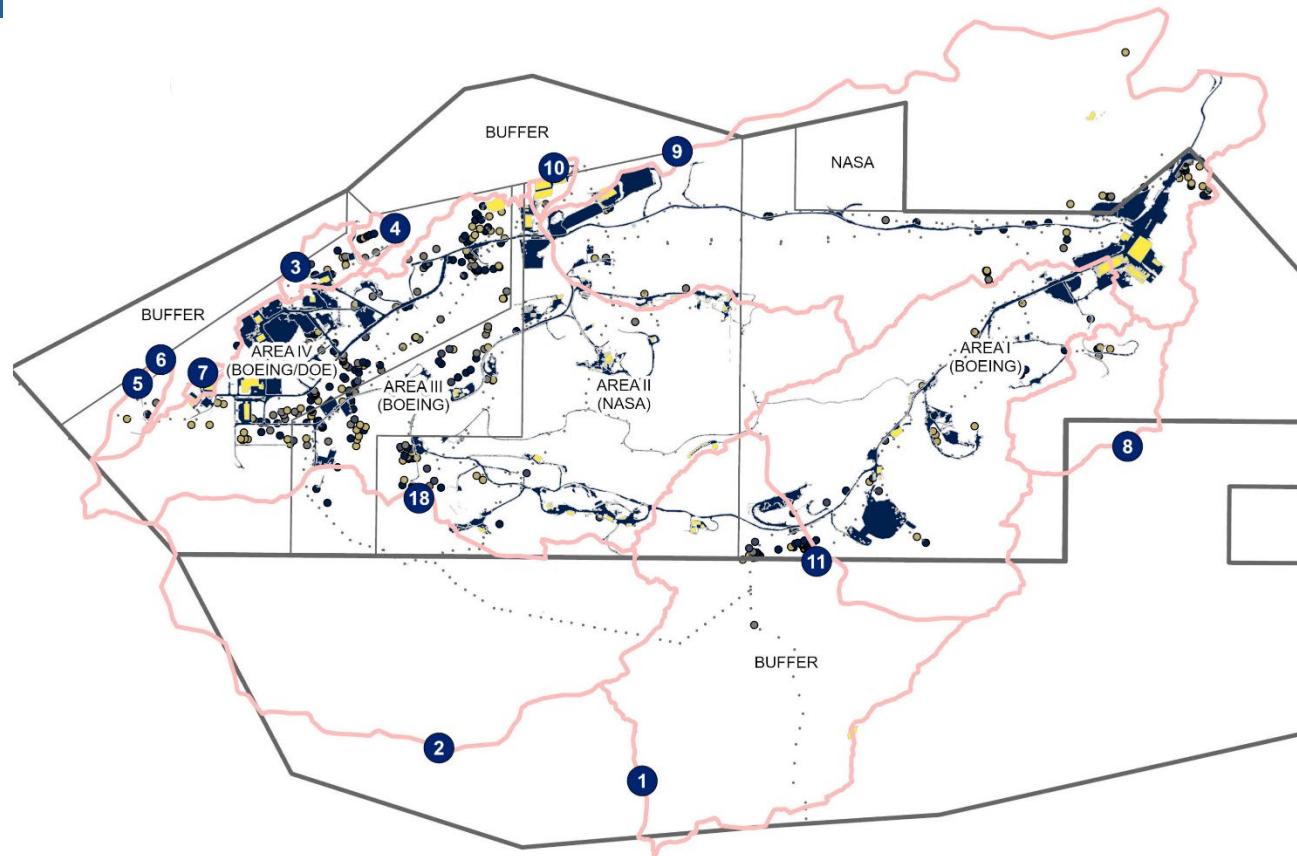 BUFFER
9
10
NASA
4
3
BUFFER
6
5
7
AREA IV
(BOEING/DOE)
AREA III
(BOEING)
AREA II
(NASA)
AREA I
(BOEING)
8
18
11
BUFFER
2
1